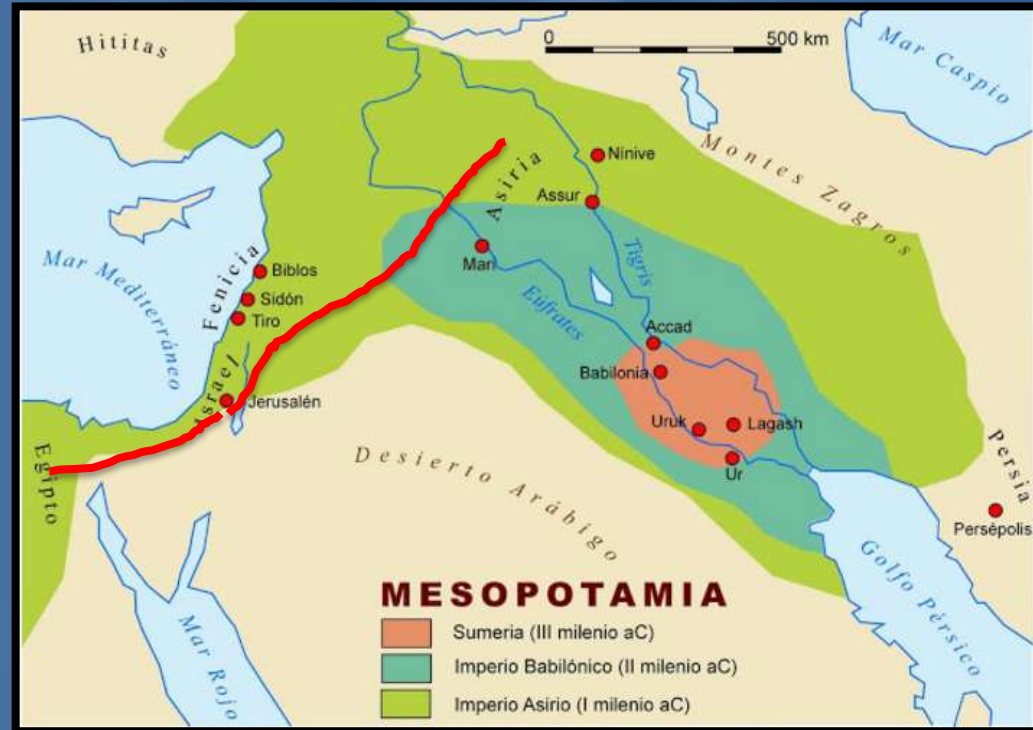 Hititas
0 500 km
Mar Caspio
Montes Zagros
Nínive
Asiria
Assur
Tigris
Mari
Eufrates
Fenicia
Biblos
Sidón
Tiro
Mar Mediterráneo
Israel
Jerusalén
Accad
Babilonia
Uruk
Lagash
Ur
Egipto
Desierto Arábigo
Persia
Persépolis
Golfo Pérsico
Mar Rojo
MESOPOTAMIA
Sumeria (III milenio aC)
Imperio Babilónico (II milenio aC)
Imperio Asirio (I milenio aC)